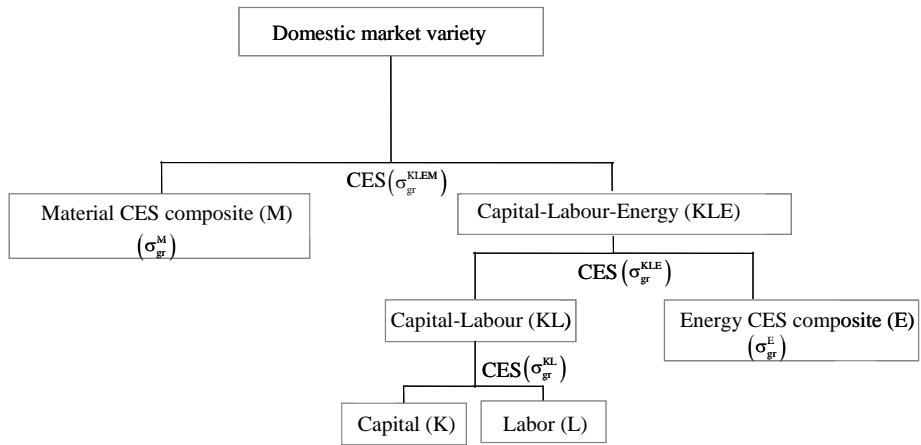 Domestic market variety
CES(σ_gr^KLEM)
Material CES composite (M)
(σ_gr^M)
Capital-Labour-Energy (KLE)
CES(σ_gr^KLE)
Capital-Labour (KL)
Energy CES composite (E)
(σ_gr^E)
CES(σ_gr^KL)
Capital (K)
Labor (L)